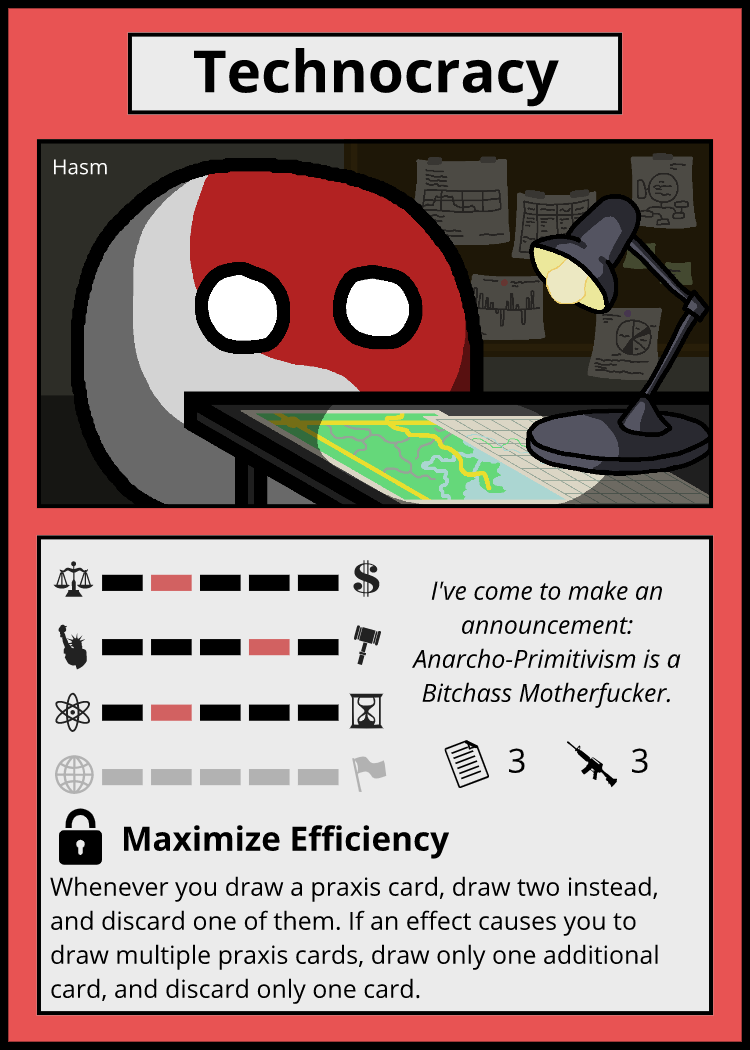 Technocracy
Hasm
I've come to make an
announcement:
Anarcho-Primitivism is a
Bitchass Motherfucker.
3
3
Maximize Efficiency
Whenever you draw a praxis card, draw two instead,
and discard one of them. If an effect causes you to
draw multiple praxis cards, draw only one additional
card, and discard only one card.